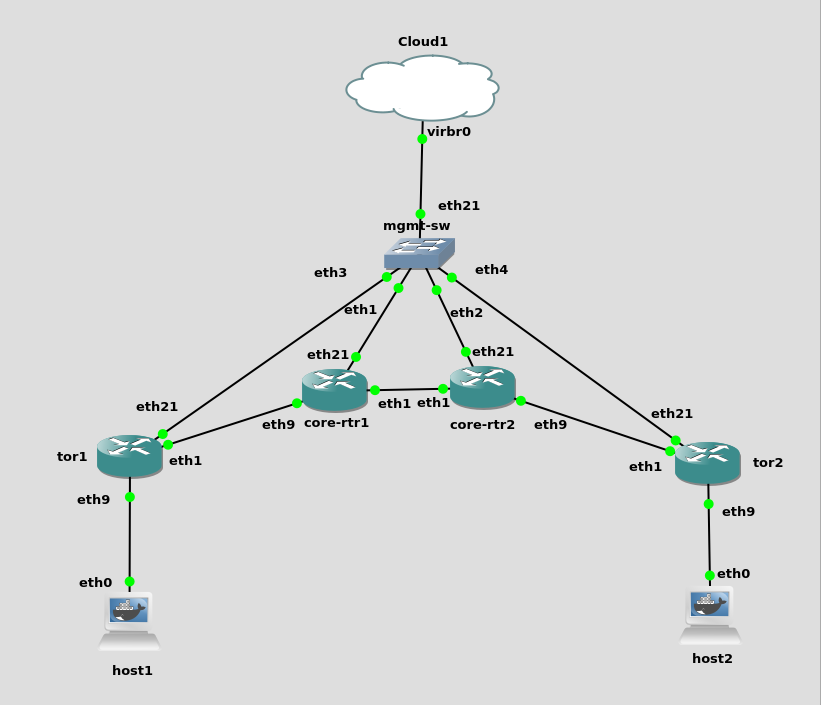 Cloud1
virbr0
eth21
mgmt-sw
eth3
eth4
eth1
eth2
eth21
eth21
eth1
eth1
core-rtr1
core-rtr2
eth9
eth9
eth21
eth21
tor1
eth1
eth1
tor2
eth9
eth9
eth0
eth0
host1
host2